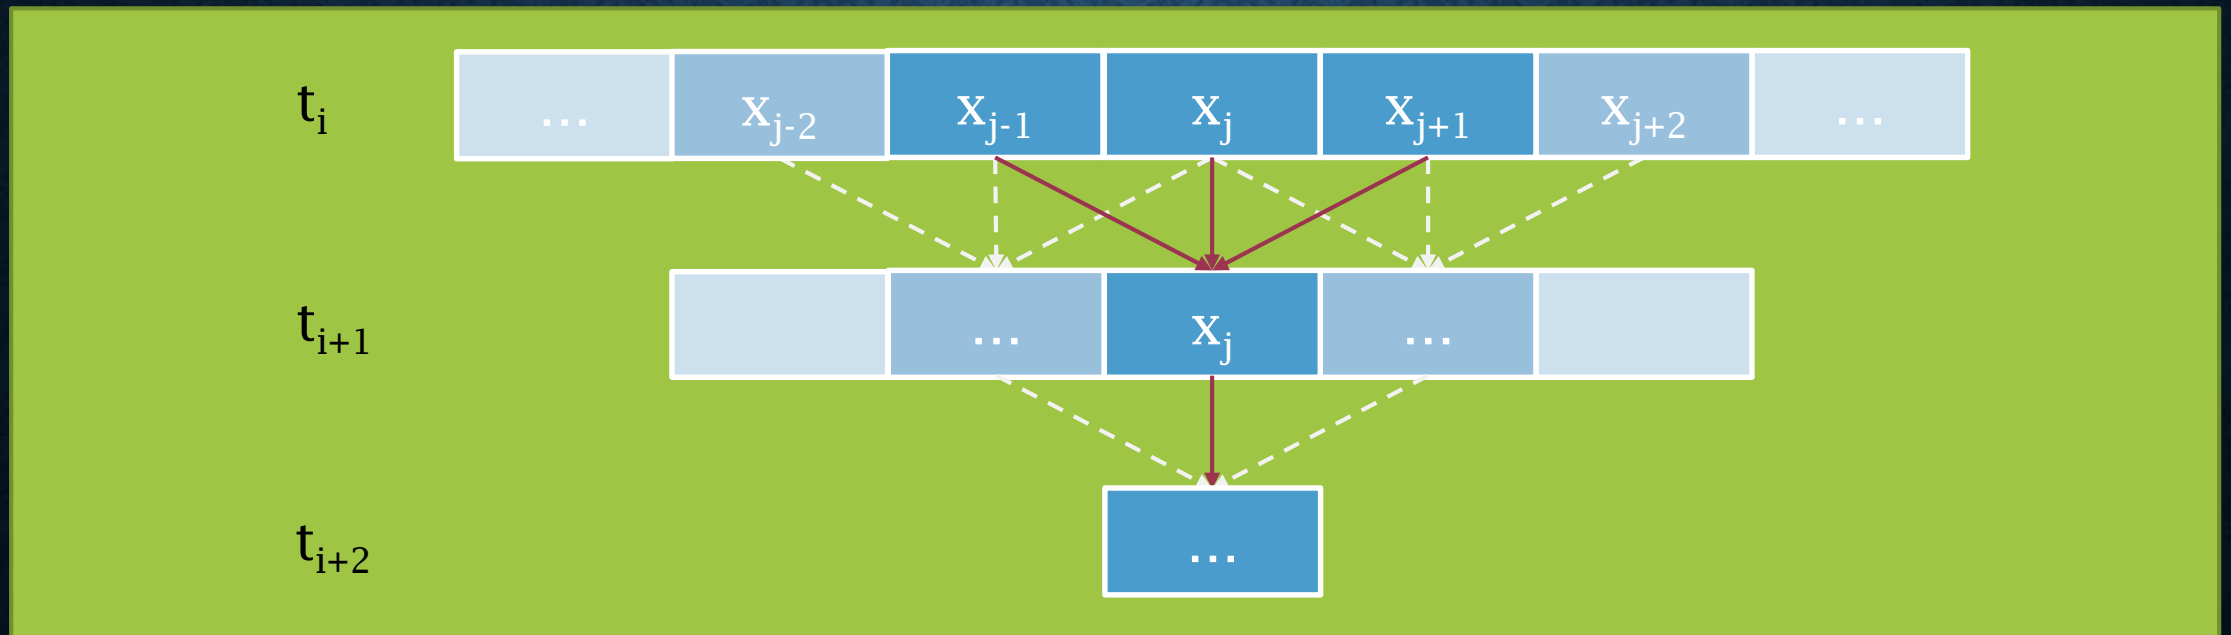 tᵢ … xⱼ₋₂ xⱼ₋₁ xⱼ xⱼ₊₁ xⱼ₊₂ …
tᵢ₊₁ … xⱼ …
tᵢ₊₂ …